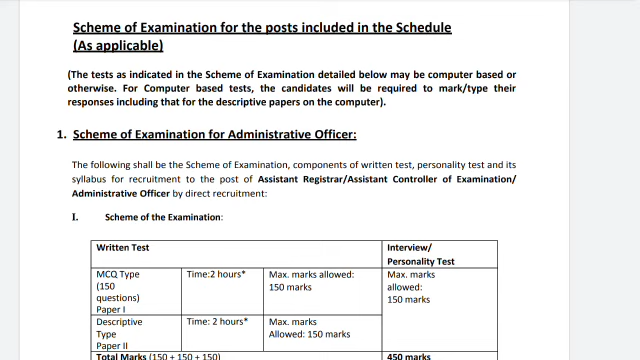 Scheme of Examination for the posts included in the Schedule
(As applicable)
(The tests as indicated in the Scheme of Examination detailed below may be computer based or
otherwise. For Computer based tests, the candidates will be required to mark/type their
responses including that for the descriptive papers on the computer).
1. Scheme of Examination for Administrative Officer:
The following shall be the Scheme of Examination, components of written test, personality test and its
syllabus for recruitment to the post of Assistant Registrar/Assistant Controller of Examination/
Administrative Officer by direct recruitment:
I. Scheme of the Examination:
Written Test
Interview/
Personality Test
MCQ Type
(150
questions)
Paper I
Time:2 hours*
Max. marks allowed:
150 marks
Max. marks
allowed:
150 marks
Descriptive
Type
Paper II
Time: 2 hours*
Max. marks
Allowed: 150 marks
Total Marks (150 + 150 + 150)
450 marks